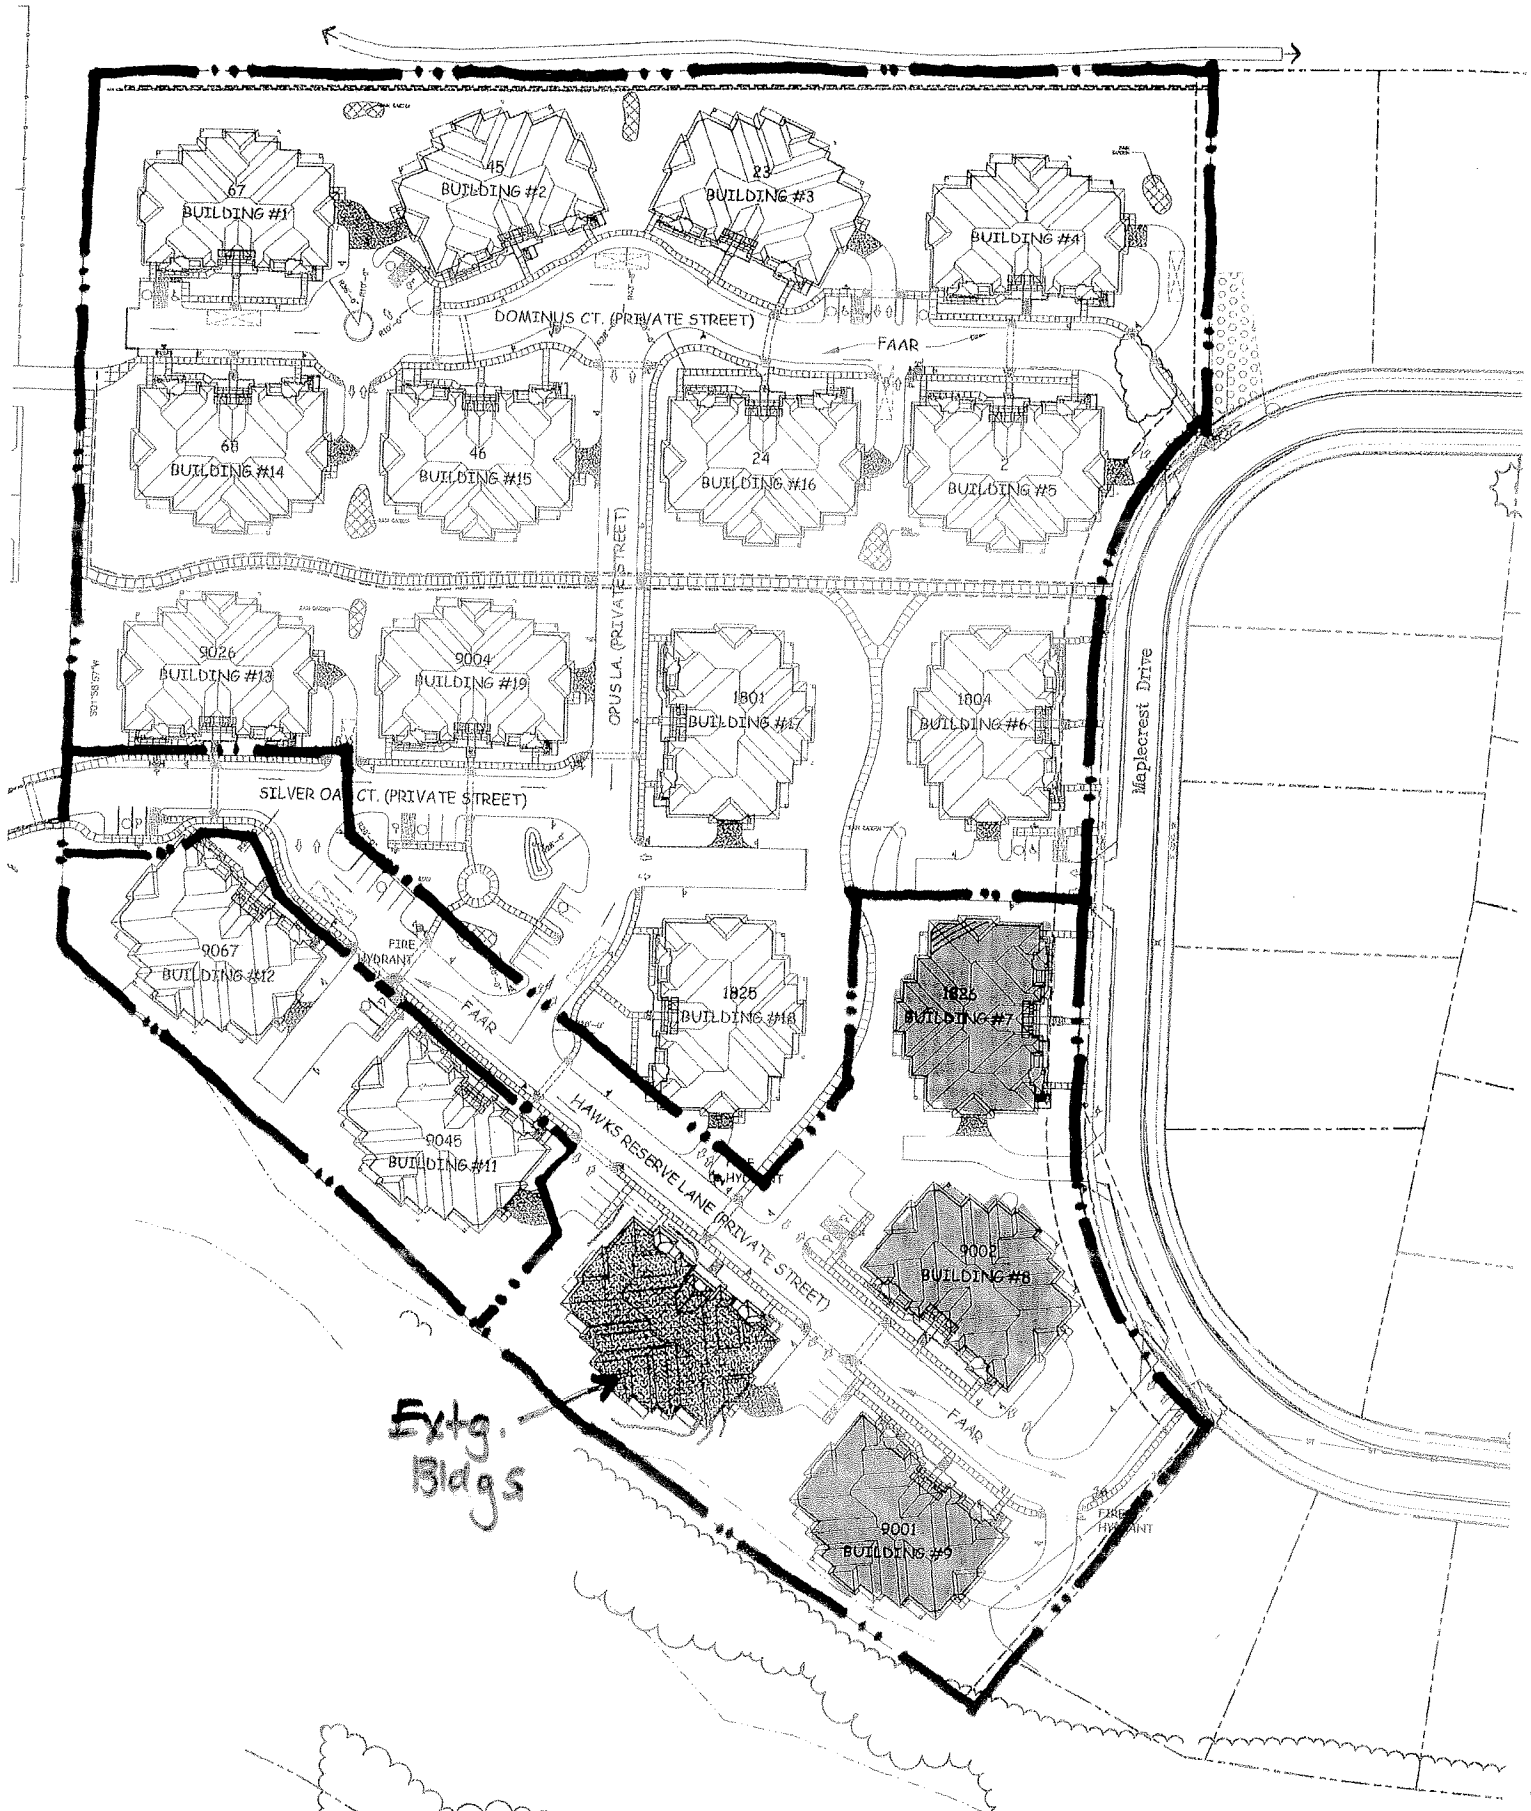 67
BUILDING #1
45
BUILDING #2
23
BUILDING #3
BUILDING #4
DOMINUS CT. (PRIVATE STREET)
FAAR
68
BUILDING #14
46
BUILDING #15
24
BUILDING #16
2
BUILDING #5
OPUS LA. (PRIVATE STREET)
9026
BUILDING #13
9004
BUILDING #19
1801
BUILDING #17
1804
BUILDING #6
Maplecrest Drive
SILVER OAK CT. (PRIVATE STREET)
9067
BUILDING #12
FIRE
HYDRANT
FAAR
1825
BUILDING #18
1826
BUILDING #7
9045
BUILDING #11
HAWKS RESERVE LANE (PRIVATE STREET)
HYDRANT
9002
BUILDING #8
FAAR
Extg.
Bldgs
9001
BUILDING #9
FIRE
HYDRANT